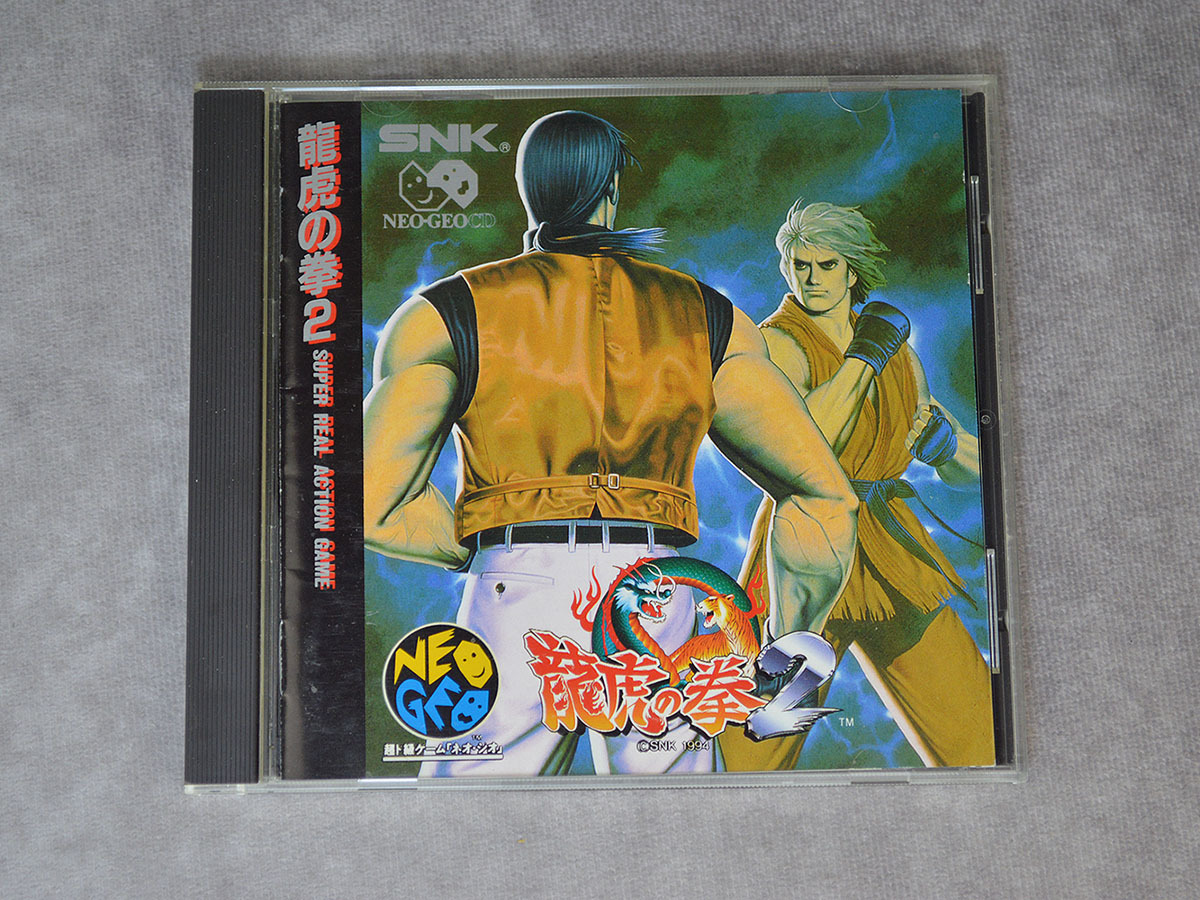 龍虎の拳2 SUPER REAL ACTION GAME
SNK®
NEO·GEO CD
NEO
GEO
TM
超ド級ゲーム「ネオ・ジオ」
龍虎の拳2
TM
©SNK 1994